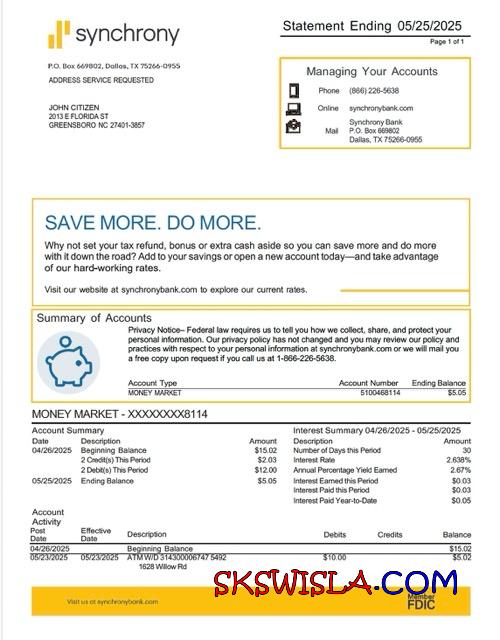 synchrony
Statement Ending 05/25/2025
Page 1 of 1
P.O. Box 669802, Dallas, TX 75266-0955
ADDRESS SERVICE REQUESTED
JOHN CITIZEN
2013 E FLORIDA ST
GREENSBORO NC 27401-3857
Managing Your Accounts
Phone (866) 226-5638
Online synchronybank.com
Mail Synchrony Bank
P.O. Box 669802
Dallas, TX 75266-0955
SAVE MORE. DO MORE.
Why not set your tax refund, bonus or extra cash aside so you can save more and do more
with it down the road? Add to your savings or open a new account today—and take advantage
of our hard-working rates.
Visit our website at synchronybank.com to explore our current rates.
Summary of Accounts
Privacy Notice– Federal law requires us to tell you how we collect, share, and protect your
personal information. Our privacy policy has not changed and you may review our policy and
practices with respect to your personal information at synchronybank.com or we will mail you
a free copy upon request if you call us at 1-866-226-5638.
Account Type Account Number Ending Balance
MONEY MARKET 5100468114 $5.05
MONEY MARKET - XXXXXXXX8114
Account Summary
Date Description Amount
04/26/2025 Beginning Balance $15.02
2 Credit(s) This Period $2.03
2 Debit(s) This Period $12.00
05/25/2025 Ending Balance $5.05
Interest Summary 04/26/2025 - 05/25/2025
Description Amount
Number of Days this Period 30
Interest Rate 2.638%
Annual Percentage Yield Earned 2.67%
Interest Earned this Period $0.03
Interest Paid this Period $0.03
Interest Paid Year-to-Date $0.05
Account
Activity
Post Date Effective Date Description Debits Credits Balance
04/26/2025 Beginning Balance $15.02
05/23/2025 05/23/2025 ATM W/D 314300006747 5492 $10.00 $5.02
1628 Willow Rd
SKSWISLA.COM
Visit us at synchronybank.com
Member
FDIC